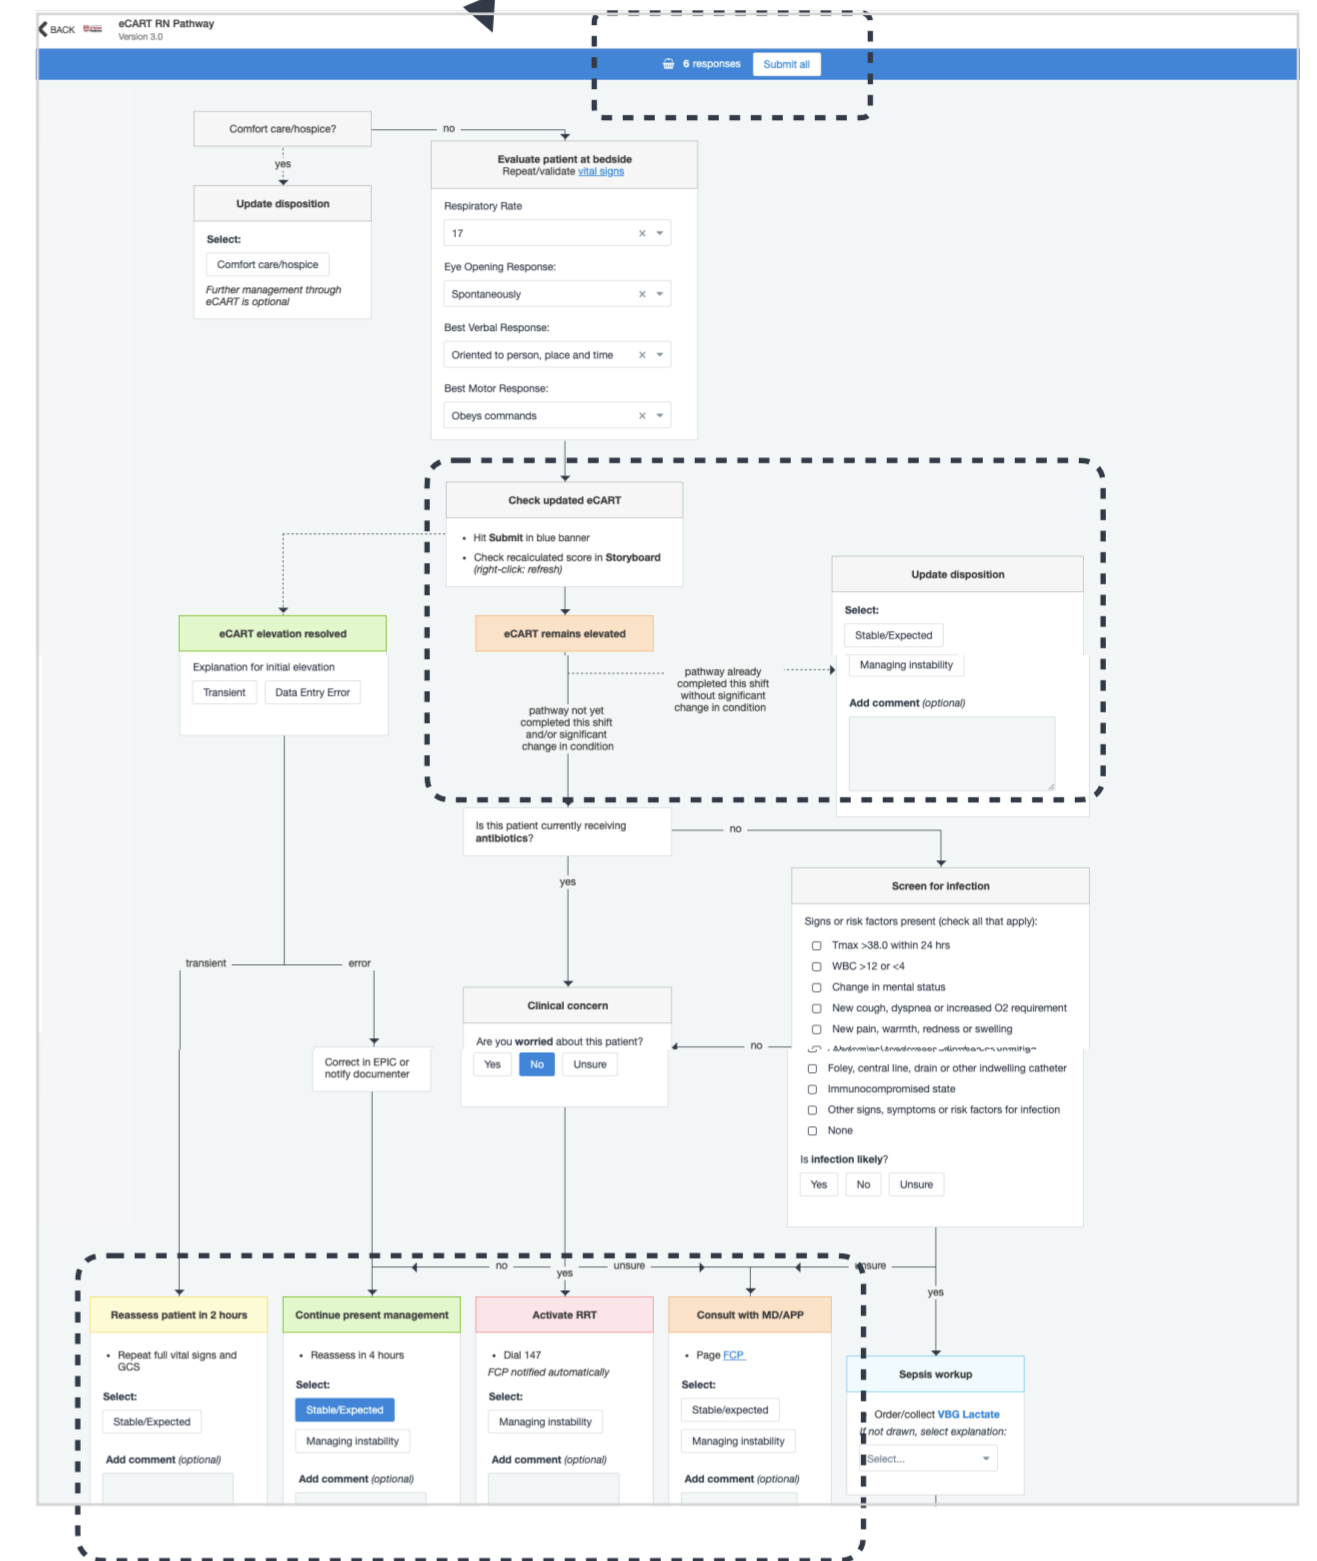 BACK
eCART RN Pathway
Version 3.0
6 responses
Submit all
Comfort care/hospice?
no
yes
Update disposition
Select:
Comfort care/hospice
Further management through
eCART is optional
Evaluate patient at bedside
Repeat/validate vital signs
Respiratory Rate
17
Eye Opening Response:
Spontaneously
Best Verbal Response:
Oriented to person, place and time
Best Motor Response:
Obeys commands
Check updated eCART
• Hit Submit in blue banner
• Check recalculated score in Storyboard
(right-click: refresh)
eCART elevation resolved
Explanation for initial elevation
Transient
Data Entry Error
eCART remains elevated
pathway already
completed this shift
without significant
change in condition
Update disposition
Select:
Stable/Expected
Managing instability
Add comment (optional)
pathway not yet
completed this shift
and/or significant
change in condition
Is this patient currently receiving
antibiotics?
no
yes
Screen for infection
Signs or risk factors present (check all that apply):
Tmax >38.0 within 24 hrs
WBC >12 or <4
Change in mental status
New cough, dyspnea or increased O2 requirement
New pain, warmth, redness or swelling
Foley, central line, drain or other indwelling catheter
Immunocompromised state
Other signs, symptoms or risk factors for infection
None
Is infection likely?
Yes
No
Unsure
transient
error
Correct in EPIC or
notify documenter
Clinical concern
Are you worried about this patient?
Yes
No
Unsure
no
no
yes
unsure
unsure
yes
Reassess patient in 2 hours
• Repeat full vital signs and
GCS
Select:
Stable/Expected
Add comment (optional)
Continue present management
• Reassess in 4 hours
Select:
Stable/Expected
Managing instability
Add comment (optional)
Activate RRT
• Dial 147
FCP notified automatically
Select:
Managing instability
Add comment (optional)
Consult with MD/APP
• Page FCP
Select:
Stable/expected
Managing instability
Add comment (optional)
Sepsis workup
Order/collect VBG Lactate
If not drawn, select explanation:
Select...